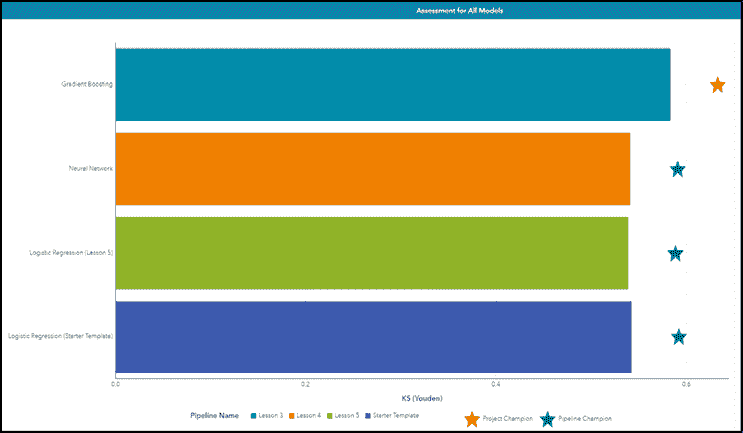 Assessment for All Models
Gradient Boosting
Neural Network
Logistic Regression (Lesson 5)
Logistic Regression (Starter Template)
0.0 0.2 0.4 0.6
KS (Youden)
Pipeline Name Lesson 3 Lesson 4 Lesson 5 Starter Template Project Champion Pipeline Champion